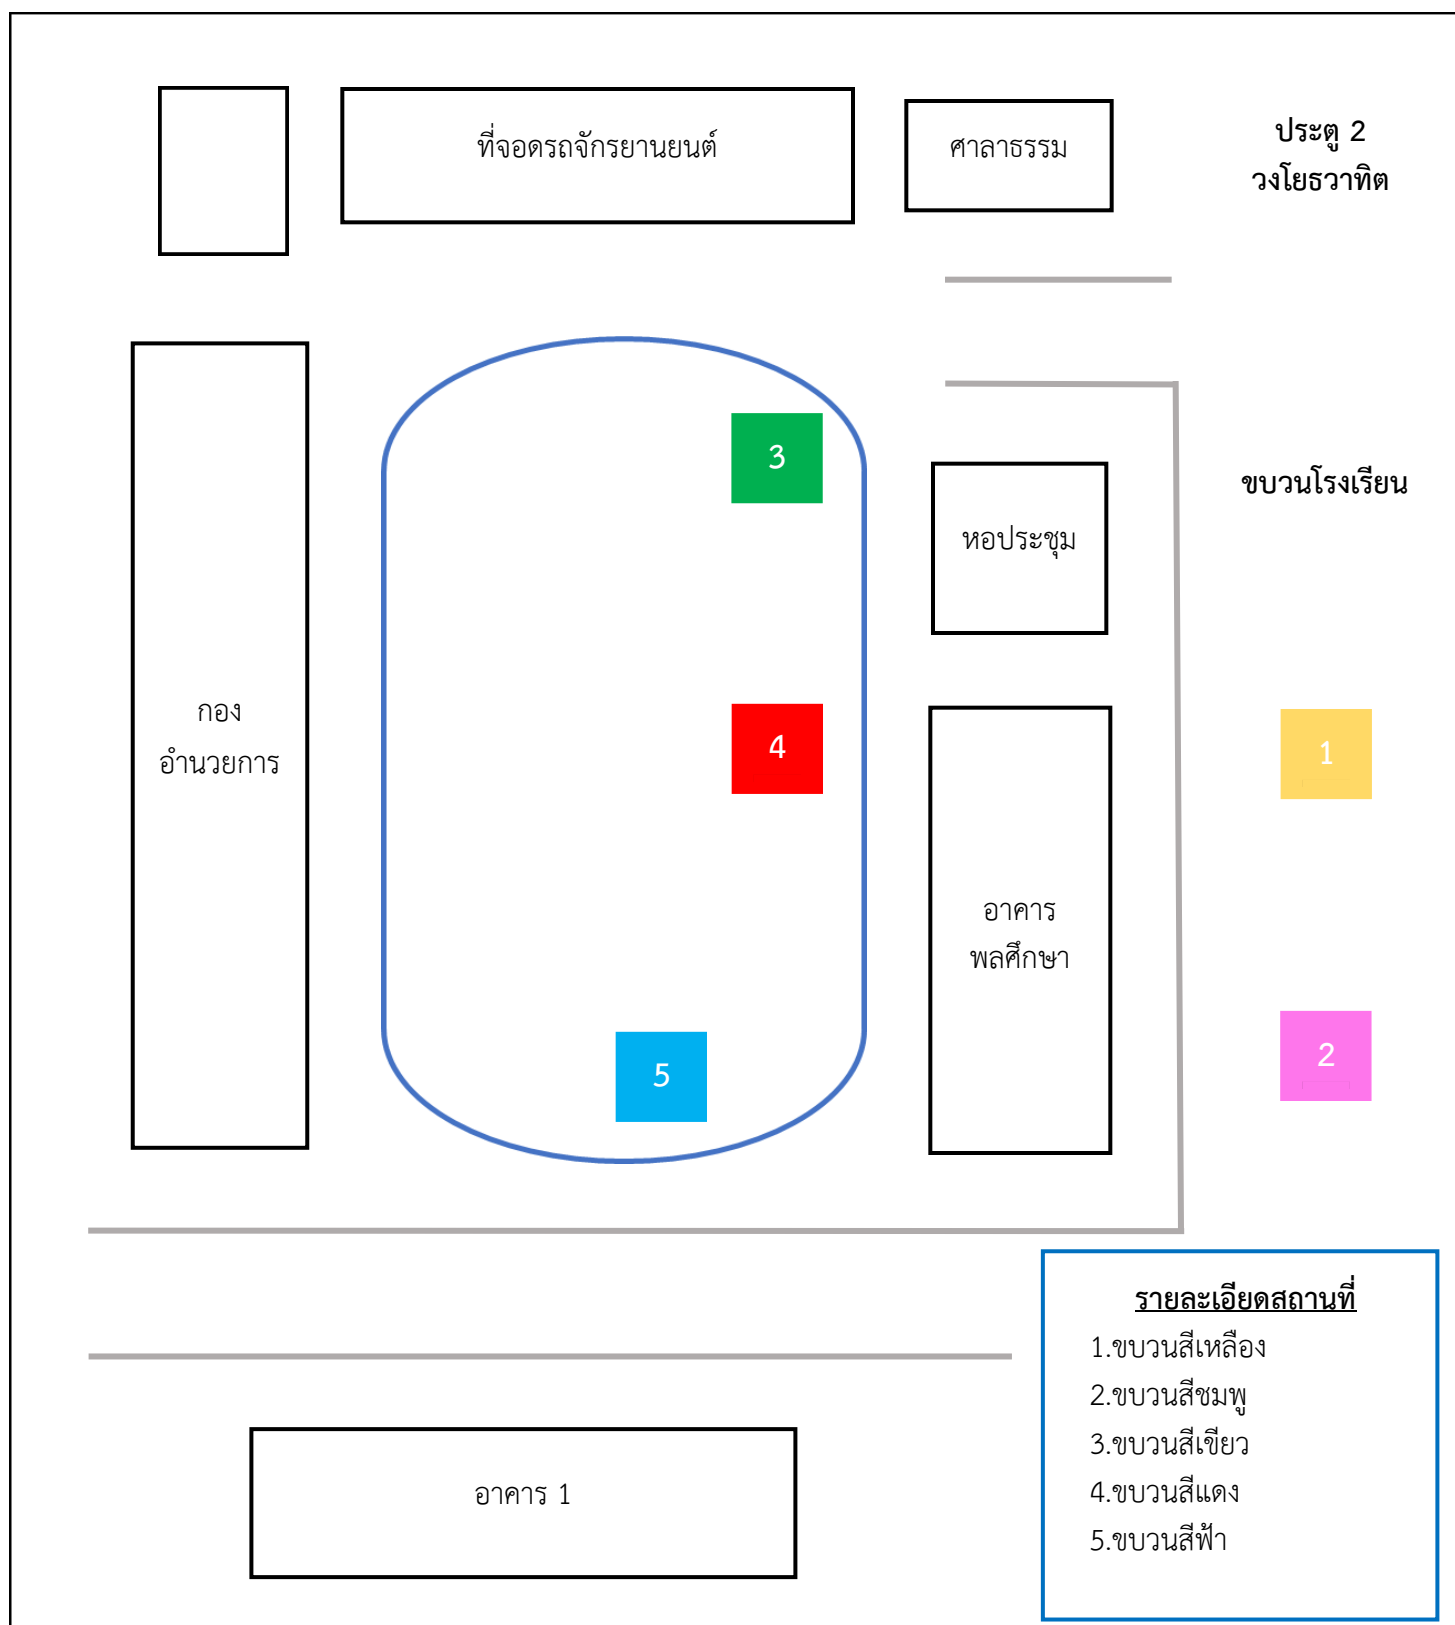 ที่จอดรถจักรยานยนต์
ศาลาธรรม
ประตู 2
วงโยธวาทิต
3
ขบวนโรงเรียน
หอประชุม
กอง
อำนวยการ
4
1
อาคาร
พลศึกษา
5
2
รายละเอียดสถานที่
1.ขบวนสีเหลือง
2.ขบวนสีชมพู
3.ขบวนสีเขียว
4.ขบวนสีแดง
5.ขบวนสีฟ้า
อาคาร 1